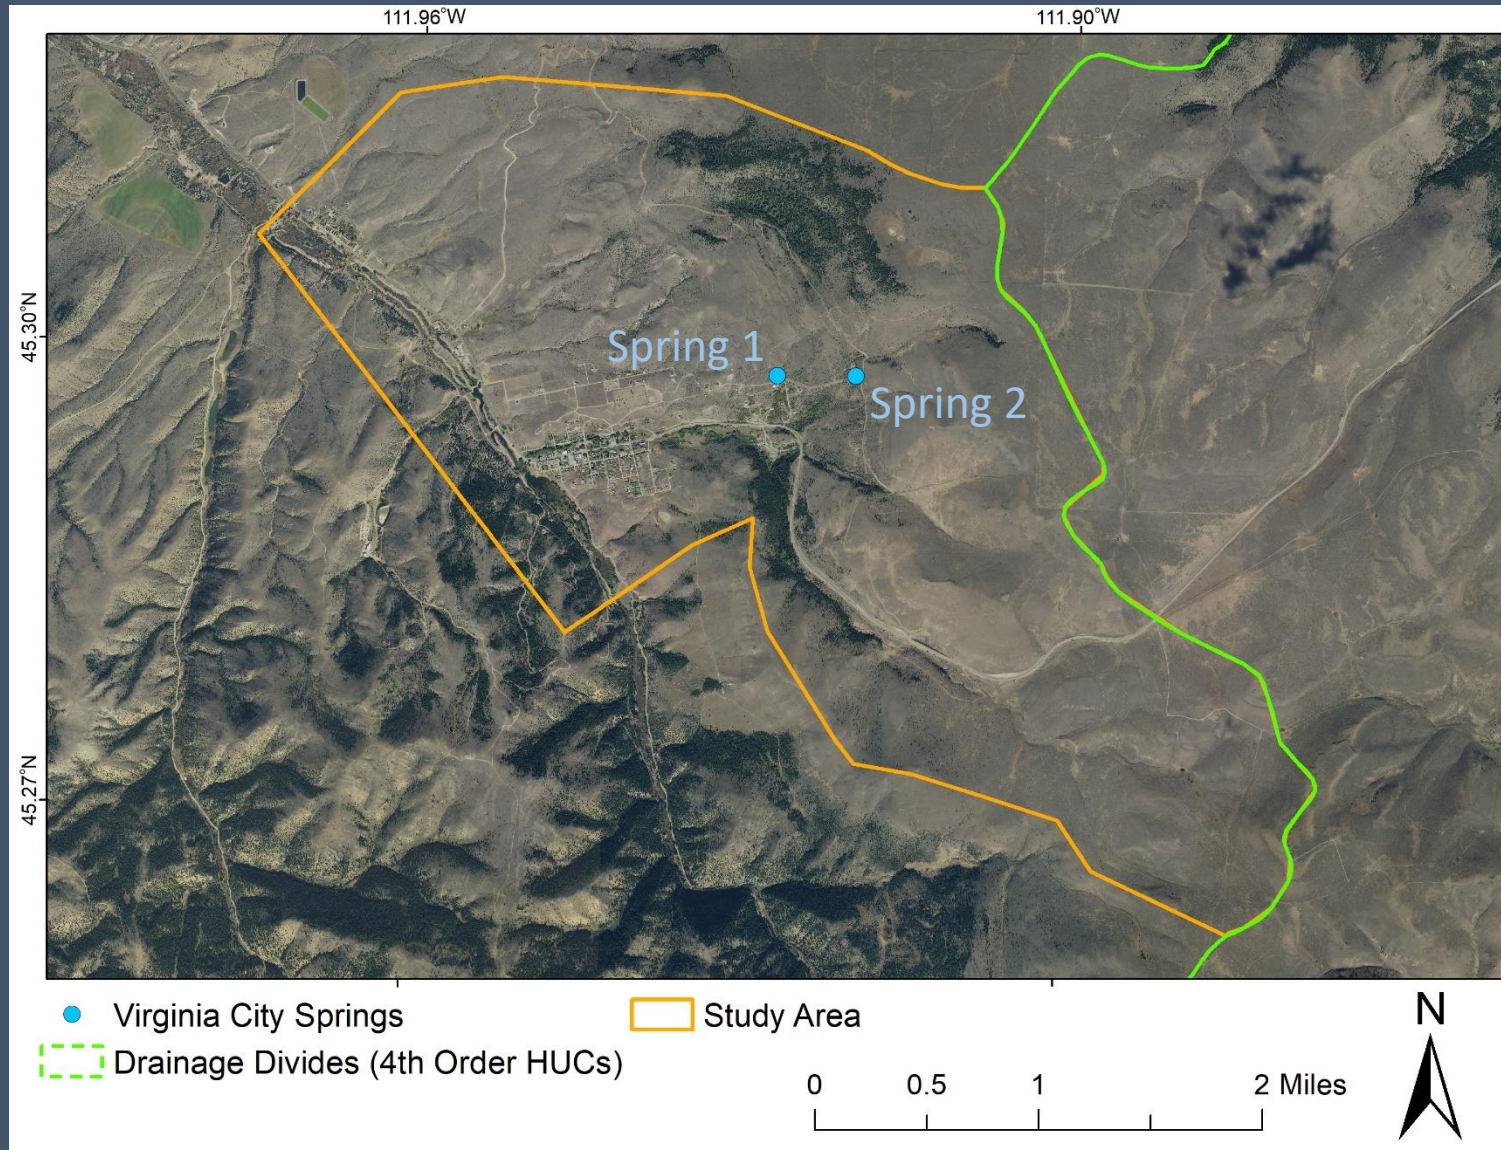 111.96°W
111.90°W
45.30°N
45.27°N
Spring 1
Spring 2
Virginia City Springs
Study Area
Drainage Divides (4th Order HUCs)
0 0.5 1 2 Miles
N